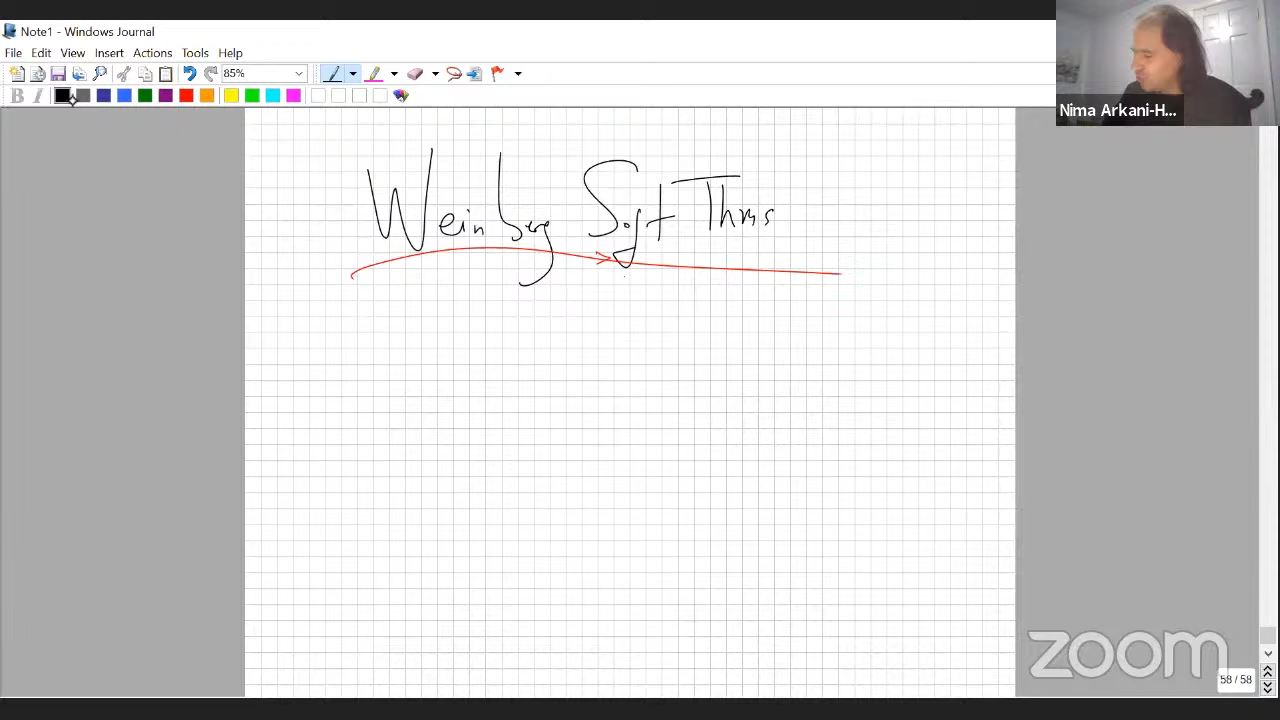 Note1 - Windows Journal
File Edit View Insert Actions Tools Help
85%
B I
Nima Arkani-H...
Weinberg Soft Thms
zoom
58 / 58